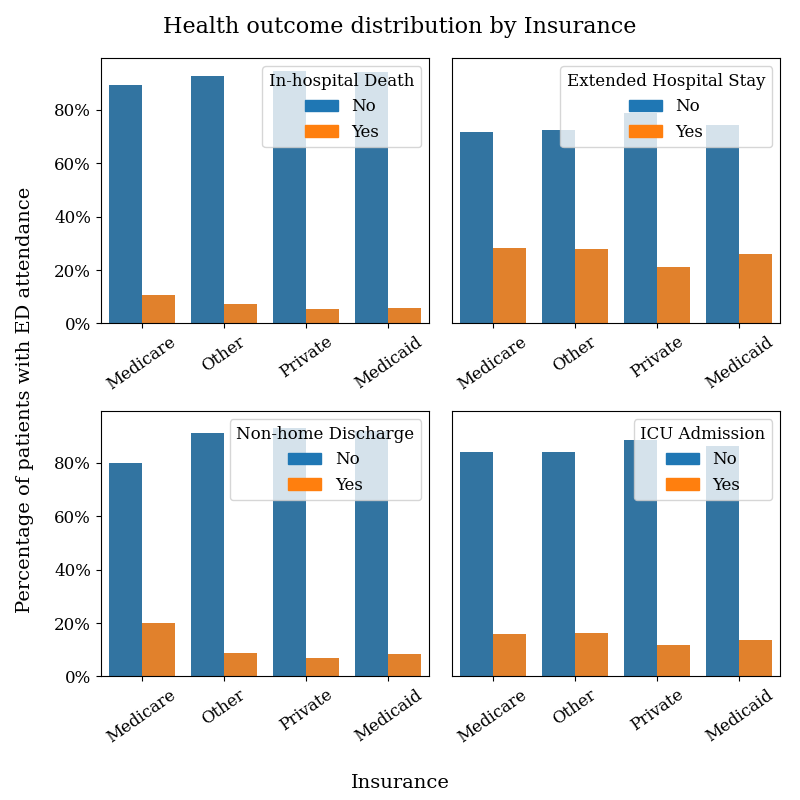 Health outcome distribution by Insurance
Percentage of patients with ED attendance
In-hospital Death
No
Yes
80%
60%
40%
20%
0%
Medicare
Other
Private
Medicaid
Extended Hospital Stay
No
Yes
Medicare
Other
Private
Medicaid
Non-home Discharge
No
Yes
80%
60%
40%
20%
0%
Medicare
Other
Private
Medicaid
ICU Admission
No
Yes
Medicare
Other
Private
Medicaid
Insurance